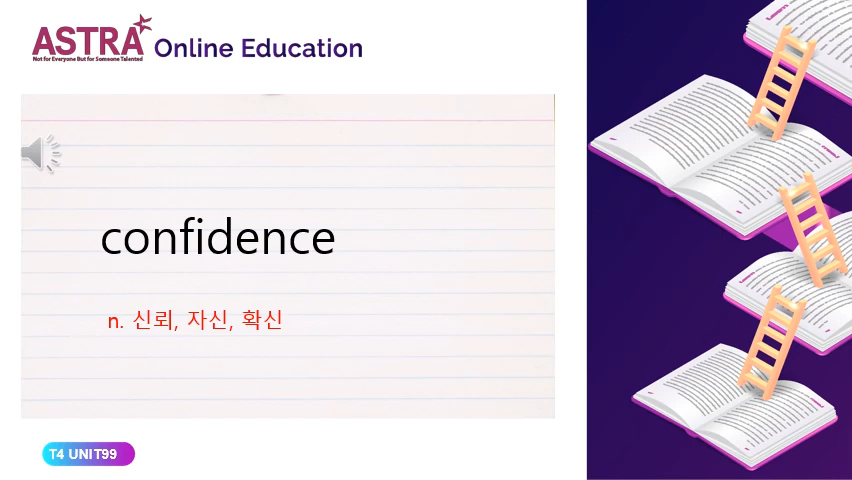 ASTRA Online Education
Not for Everyone But for Someone Talented
confidence
n. 신뢰, 자신, 확신
T4 UNIT99